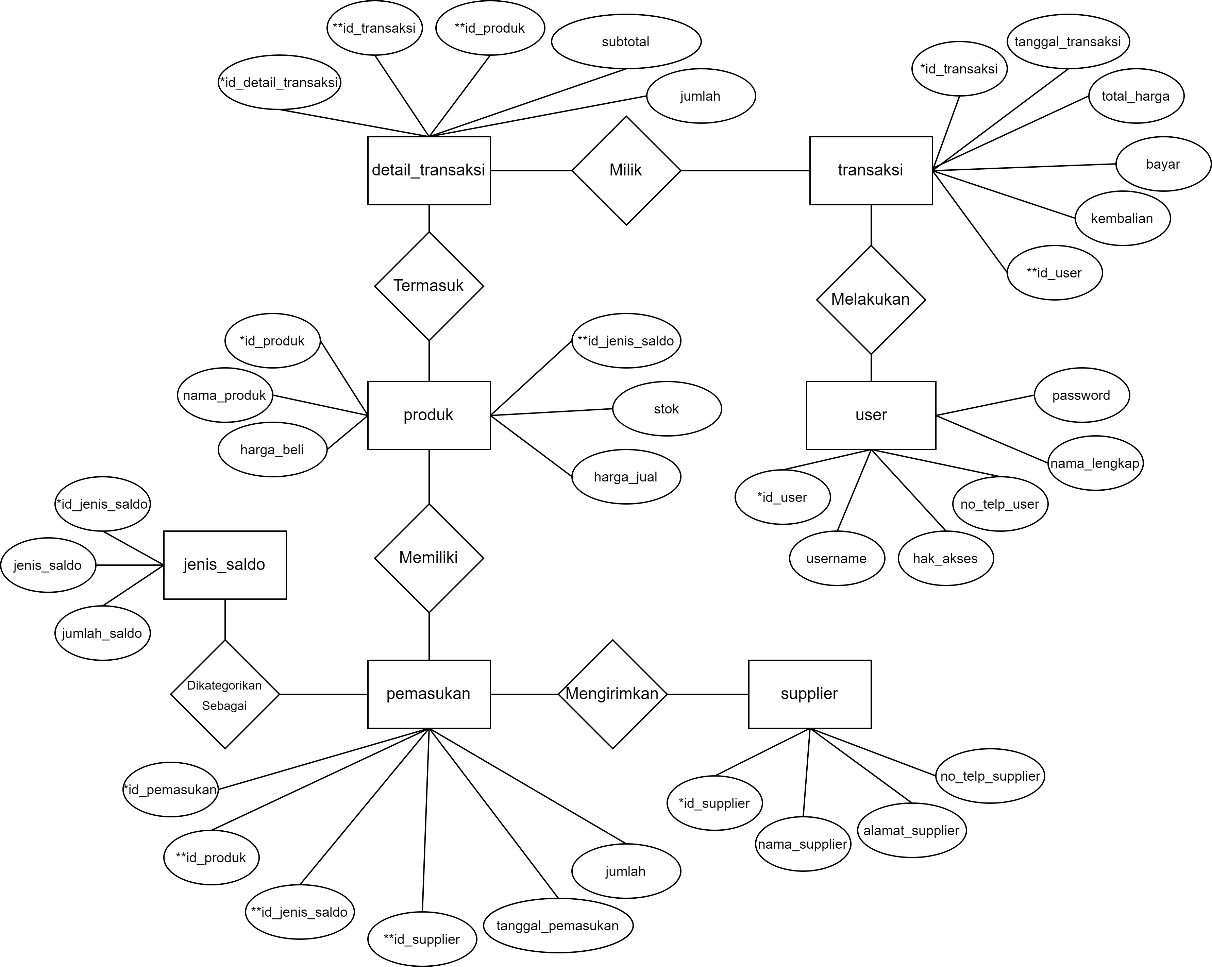 **id_transaksi
**id_produk
subtotal
tanggal_transaksi
*id_detail_transaksi
*id_transaksi
jumlah
total_harga
detail_transaksi
Milik
transaksi
bayar
kembalian
**id_user
Termasuk
Melakukan
*id_produk
**id_jenis_saldo
nama_produk
password
harga_beli
produk
stok
user
harga_jual
nama_lengkap
*id_user
no_telp_user
*id_jenis_saldo
username
hak_akses
jenis_saldo
jenis_saldo
Memiliki
jumlah_saldo
Dikategorikan
Sebagai
pemasukan
Mengirimkan
supplier
*id_pemasukan
no_telp_supplier
*id_supplier
**id_produk
nama_supplier
alamat_supplier
jumlah
**id_jenis_saldo
**id_supplier
tanggal_pemasukan